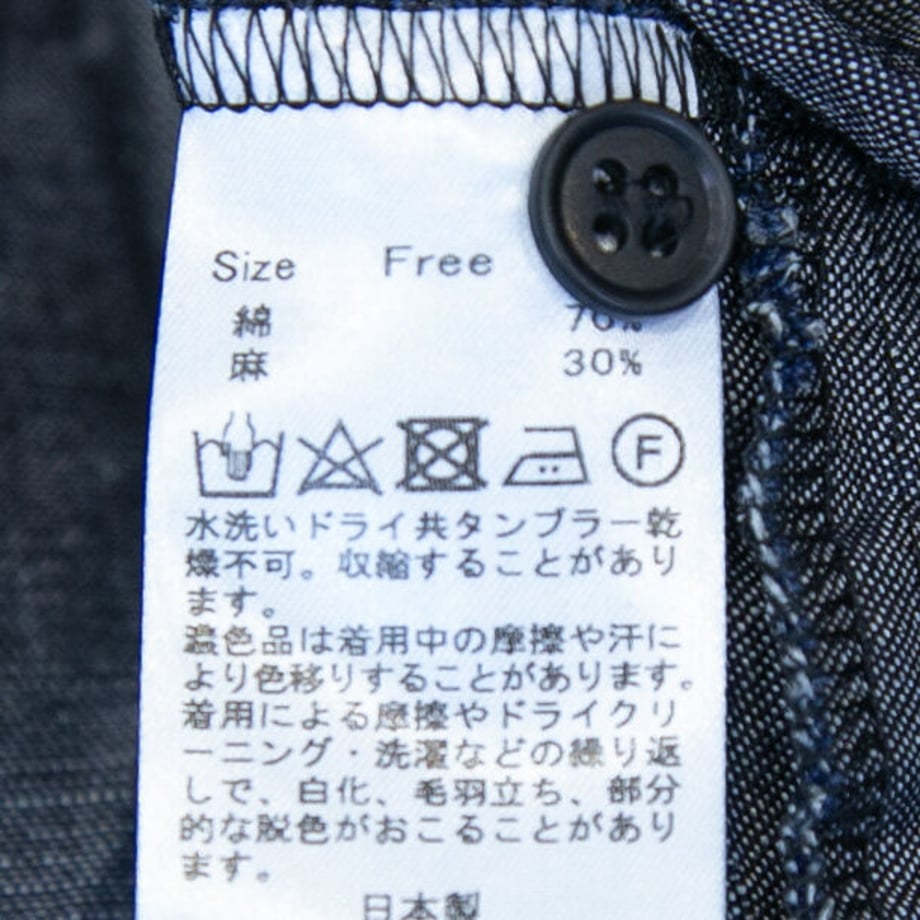 Size Free
綿 70%
麻 30%
F
水洗いドライ共タンブラー乾
燥不可。収縮することがあり
ます。
濃色品は着用中の摩擦や汗に
より色移りすることがあります。
着用による摩擦やドライクリ
ーニング・洗濯などの繰り返
しで、白化、毛羽立ち、部分
的な脱色がおこることがあり
ます。
日本製